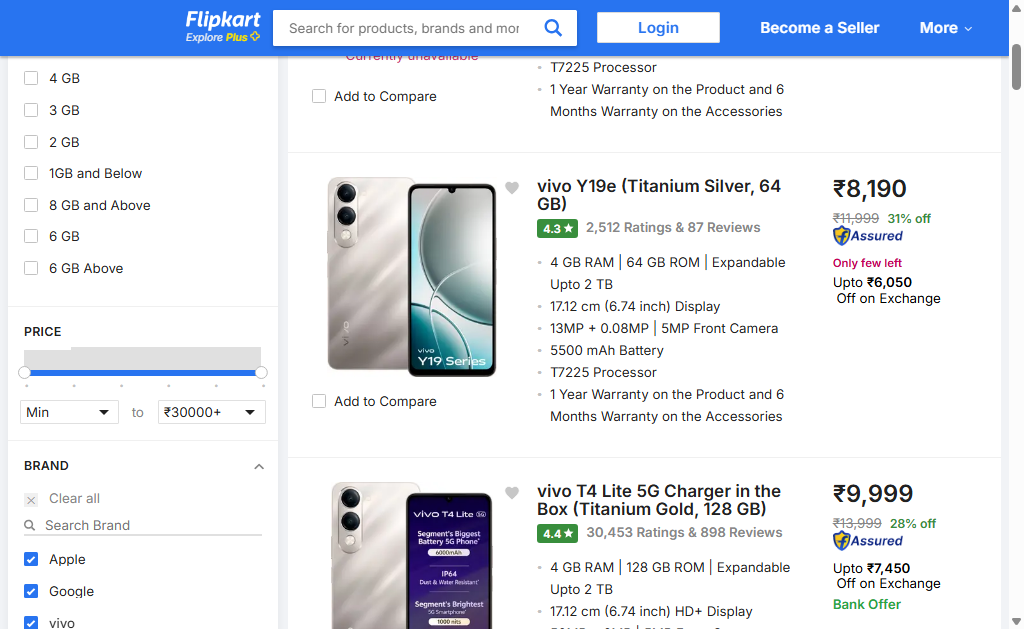 Flipkart
Explore Plus
Search for products, brands and mor
Login
Become a Seller
More
4 GB
3 GB
2 GB
1GB and Below
8 GB and Above
6 GB
6 GB Above
PRICE
Min
to
₹30000+
BRAND
Clear all
Search Brand
Apple
Google
vivo
Currently unavailable
Add to Compare
T7225 Processor
1 Year Warranty on the Product and 6
Months Warranty on the Accessories
vivo
Y19 Series
Add to Compare
vivo Y19e (Titanium Silver, 64
GB)
4.3 ★ 2,512 Ratings & 87 Reviews
4 GB RAM | 64 GB ROM | Expandable
Upto 2 TB
17.12 cm (6.74 inch) Display
13MP + 0.08MP | 5MP Front Camera
5500 mAh Battery
T7225 Processor
1 Year Warranty on the Product and 6
Months Warranty on the Accessories
₹8,190
₹11,999 31% off
Assured
Only few left
Upto ₹6,050
Off on Exchange
vivo T4 Lite 5G
Segment's Biggest
Battery 5G Phone
6000mAh
IP64
Dust & Water Resistant
Segment's Brightest
5G Smartphone
1000 nits
vivo T4 Lite 5G Charger in the
Box (Titanium Gold, 128 GB)
4.4 ★ 30,453 Ratings & 898 Reviews
4 GB RAM | 128 GB ROM | Expandable
Upto 2 TB
17.12 cm (6.74 inch) HD+ Display
₹9,999
₹13,999 28% off
Assured
Upto ₹7,450
Off on Exchange
Bank Offer